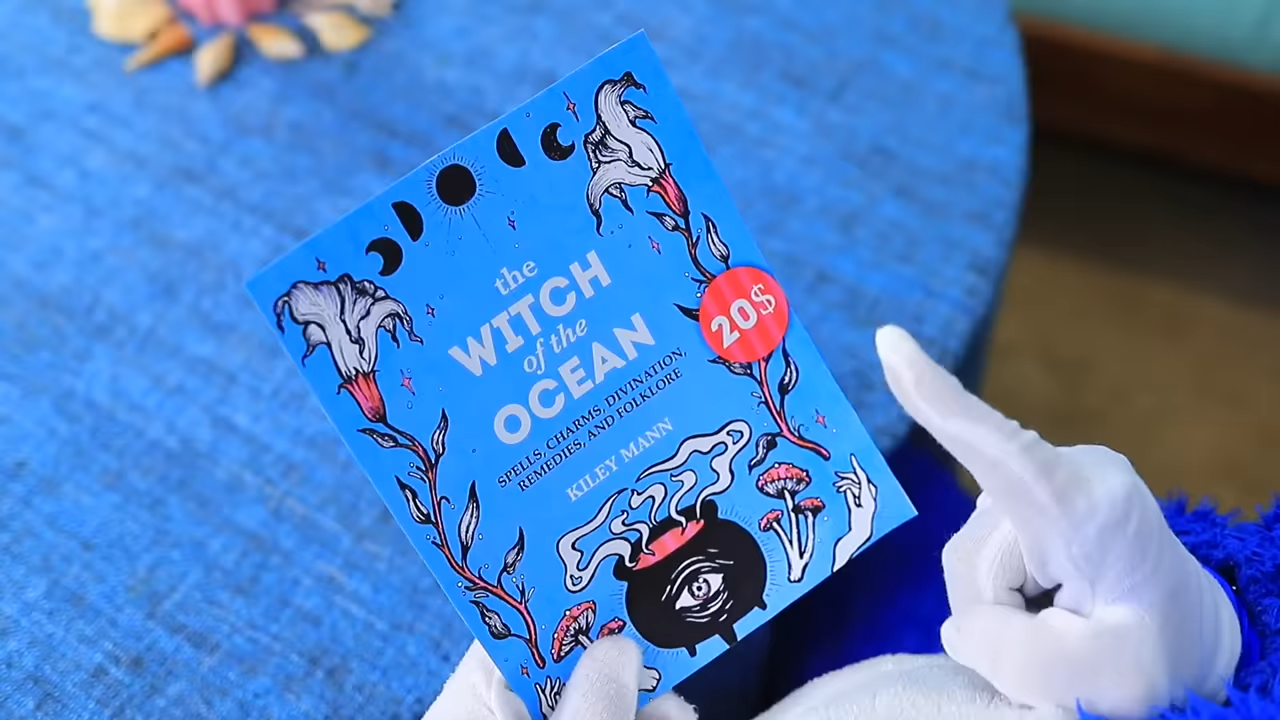 the
WITCH
of the
OCEAN
SPELLS, CHARMS, DIVINATION,
REMEDIES, AND FOLKLORE
KILEY MANN
20$